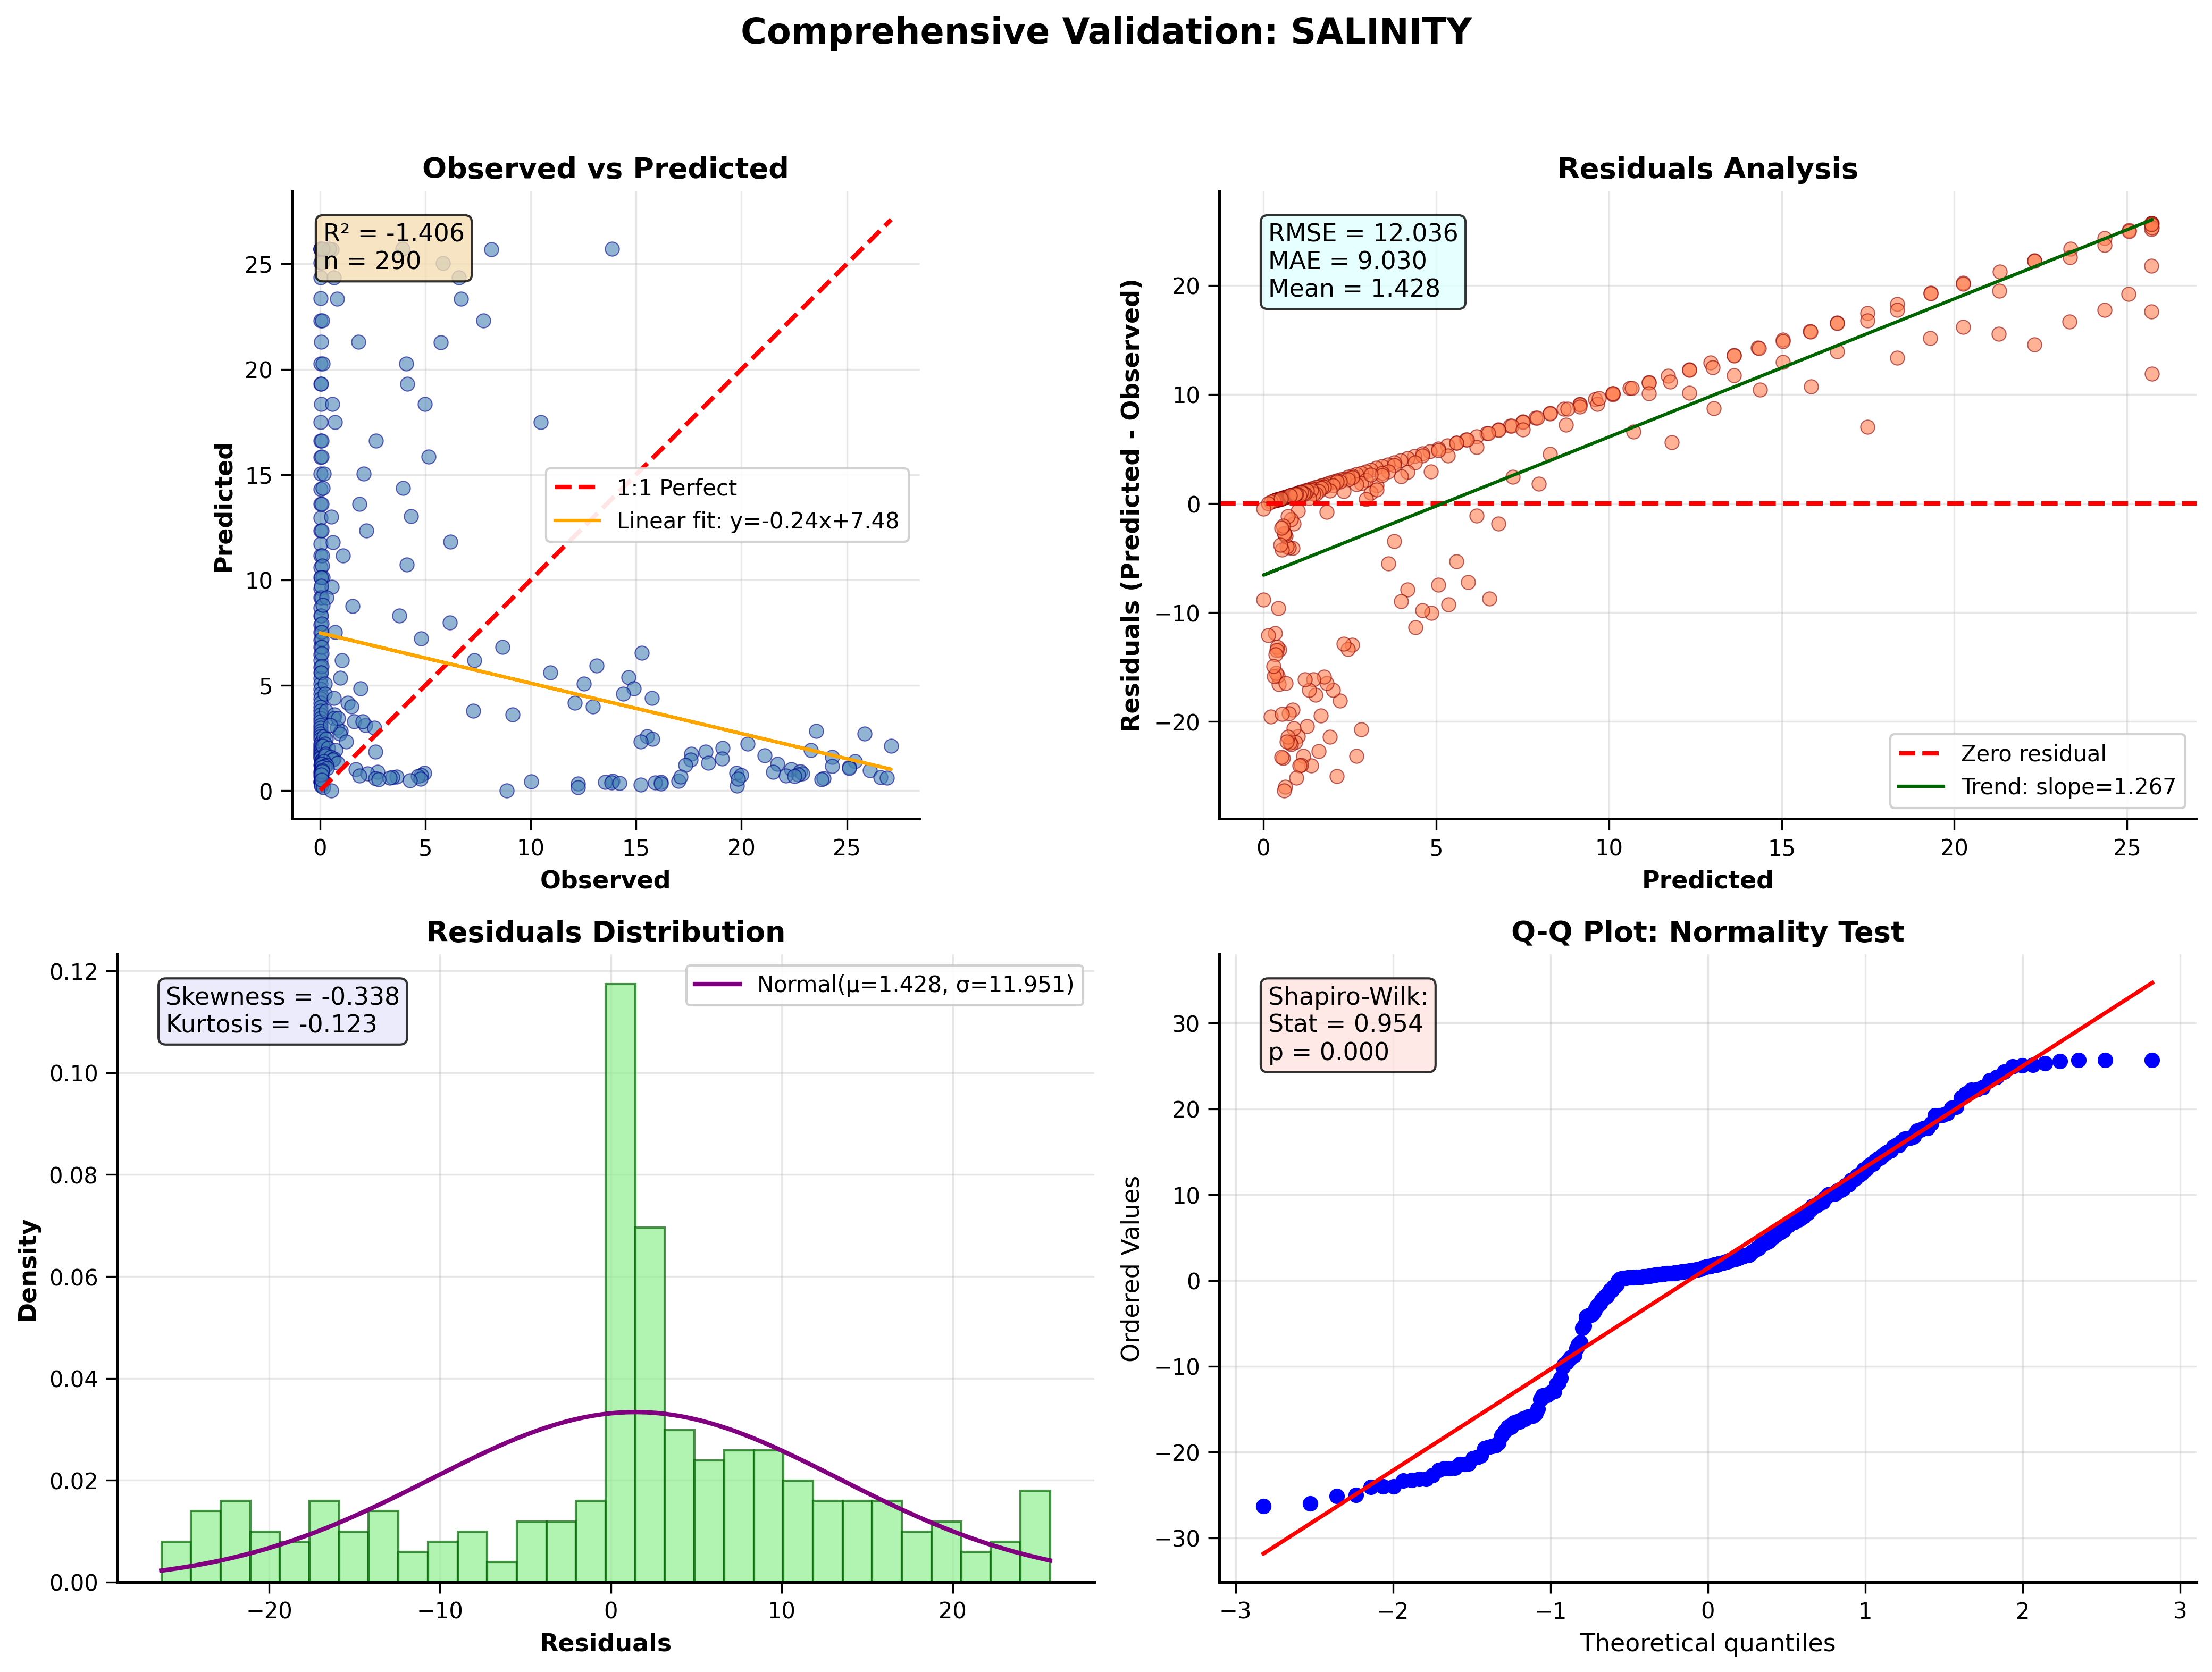 Comprehensive Validation: SALINITY
Observed vs Predicted
R² = -1.406
n = 290
25
20
15
10
5
0
Predicted
1:1 Perfect
Linear fit: y=-0.24x+7.48
0 5 10 15 20 25
Observed
Residuals Analysis
RMSE = 12.036
MAE = 9.030
Mean = 1.428
20
10
0
−10
−20
Residuals (Predicted - Observed)
Zero residual
Trend: slope=1.267
0 5 10 15 20 25
Predicted
Residuals Distribution
Skewness = -0.338
Kurtosis = -0.123
Normal(μ=1.428, σ=11.951)
0.12
0.10
0.08
0.06
0.04
0.02
0.00
Density
−20 −10 0 10 20
Residuals
Q-Q Plot: Normality Test
Shapiro-Wilk:
Stat = 0.954
p = 0.000
30
20
10
0
−10
−20
−30
Ordered Values
−3 −2 −1 0 1 2 3
Theoretical quantiles